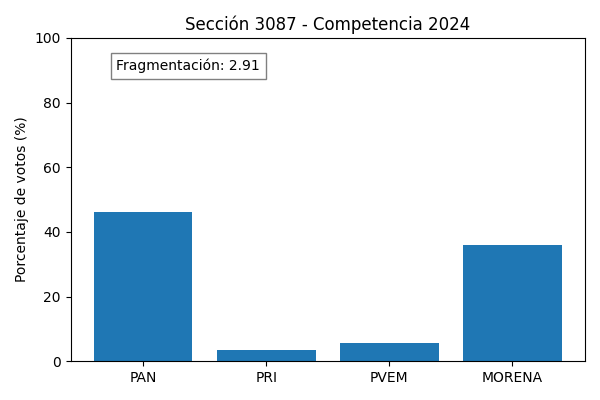 Sección 3087 - Competencia 2024
Fragmentación: 2.91
Porcentaje de votos (%)
100
80
60
40
20
0
PAN PRI PVEM MORENA